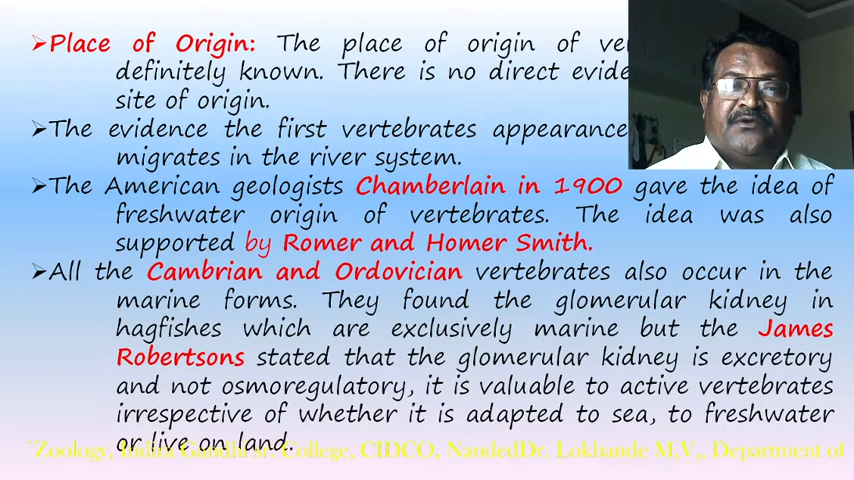 ➢Place of Origin: The place of origin of ve
definitely known. There is no direct evide
site of origin.
➢The evidence the first vertebrates appearance
migrates in the river system.
➢The American geologists Chamberlain in 1900 gave the idea of
freshwater origin of vertebrates. The idea was also
supported by Romer and Homer Smith.
➢All the Cambrian and Ordovician vertebrates also occur in the
marine forms. They found the glomerular kidney in
hagfishes which are exclusively marine but the James
Robertsons stated that the glomerular kidney is excretory
and not osmoregulatory, it is valuable to active vertebrates
irrespective of whether it is adapted to sea, to freshwater
or live on land.
Zoology, Indira Gandhi sr. College, CIDCO, NandedDr. Lokhande M,V,, Department of